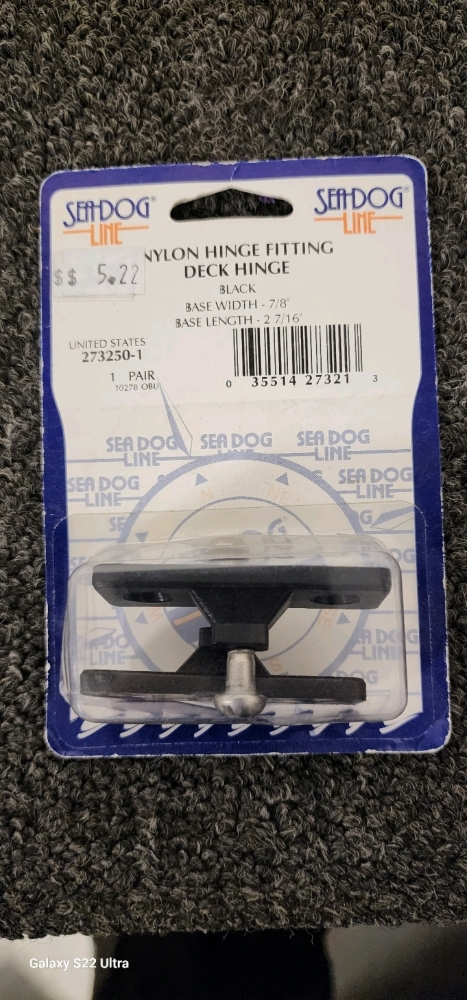 SEA-DOG®
LINE
SEA-DOG®
LINE
NYLON HINGE FITTING
DECK HINGE
$$ 5.22
BLACK
BASE WIDTH - 7/8"
BASE LENGTH - 2 7/16"
UNITED STATES
273250-1
1 PAIR
10278 OBU
0 35514 27321 3
SEA DOG SEA DOG SEA DOG
LINE LINE LINE
SEA DOG SEA DOG
LINE LINE
Galaxy S22 Ultra